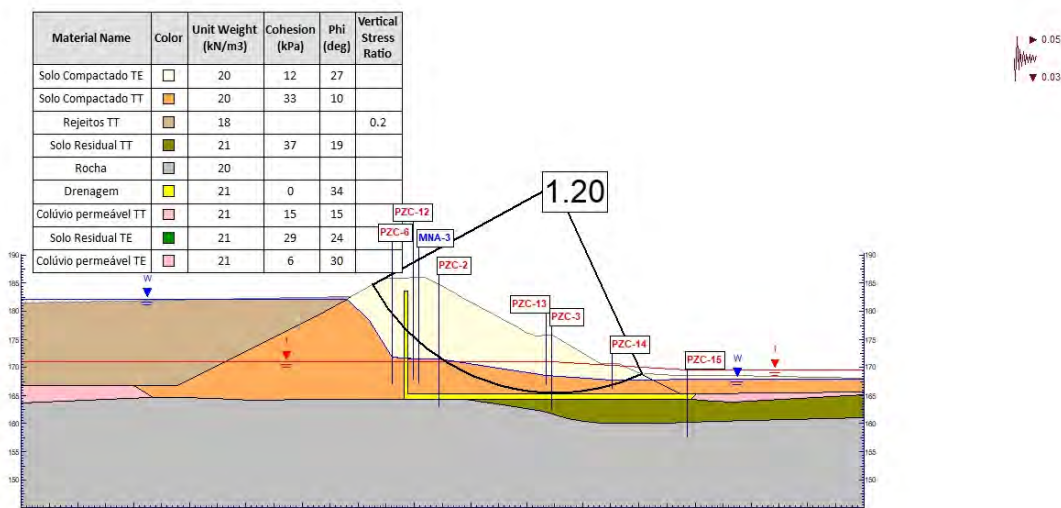 Material Name Color Unit Weight (kN/m3) Cohesion (kPa) Phi (deg) Vertical Stress Ratio
Solo Compactado TE 20 12 27
Solo Compactado TT 20 33 10
Rejeitos TT 18 0.2
Solo Residual TT 21 37 19
Rocha 20
Drenagem 21 0 34
Colúvio permeável TT 21 15 15
Solo Residual TE 21 29 24
Colúvio permeável TE 21 6 30
0.05
0.03
1.20
PZC-12
PZC-6
MNA-3
PZC-2
PZC-13
PZC-3
PZC-14
PZC-15
W
I
W
I
190
185
180
175
170
165
160
155
150
190
185
180
175
170
165
160
155
150